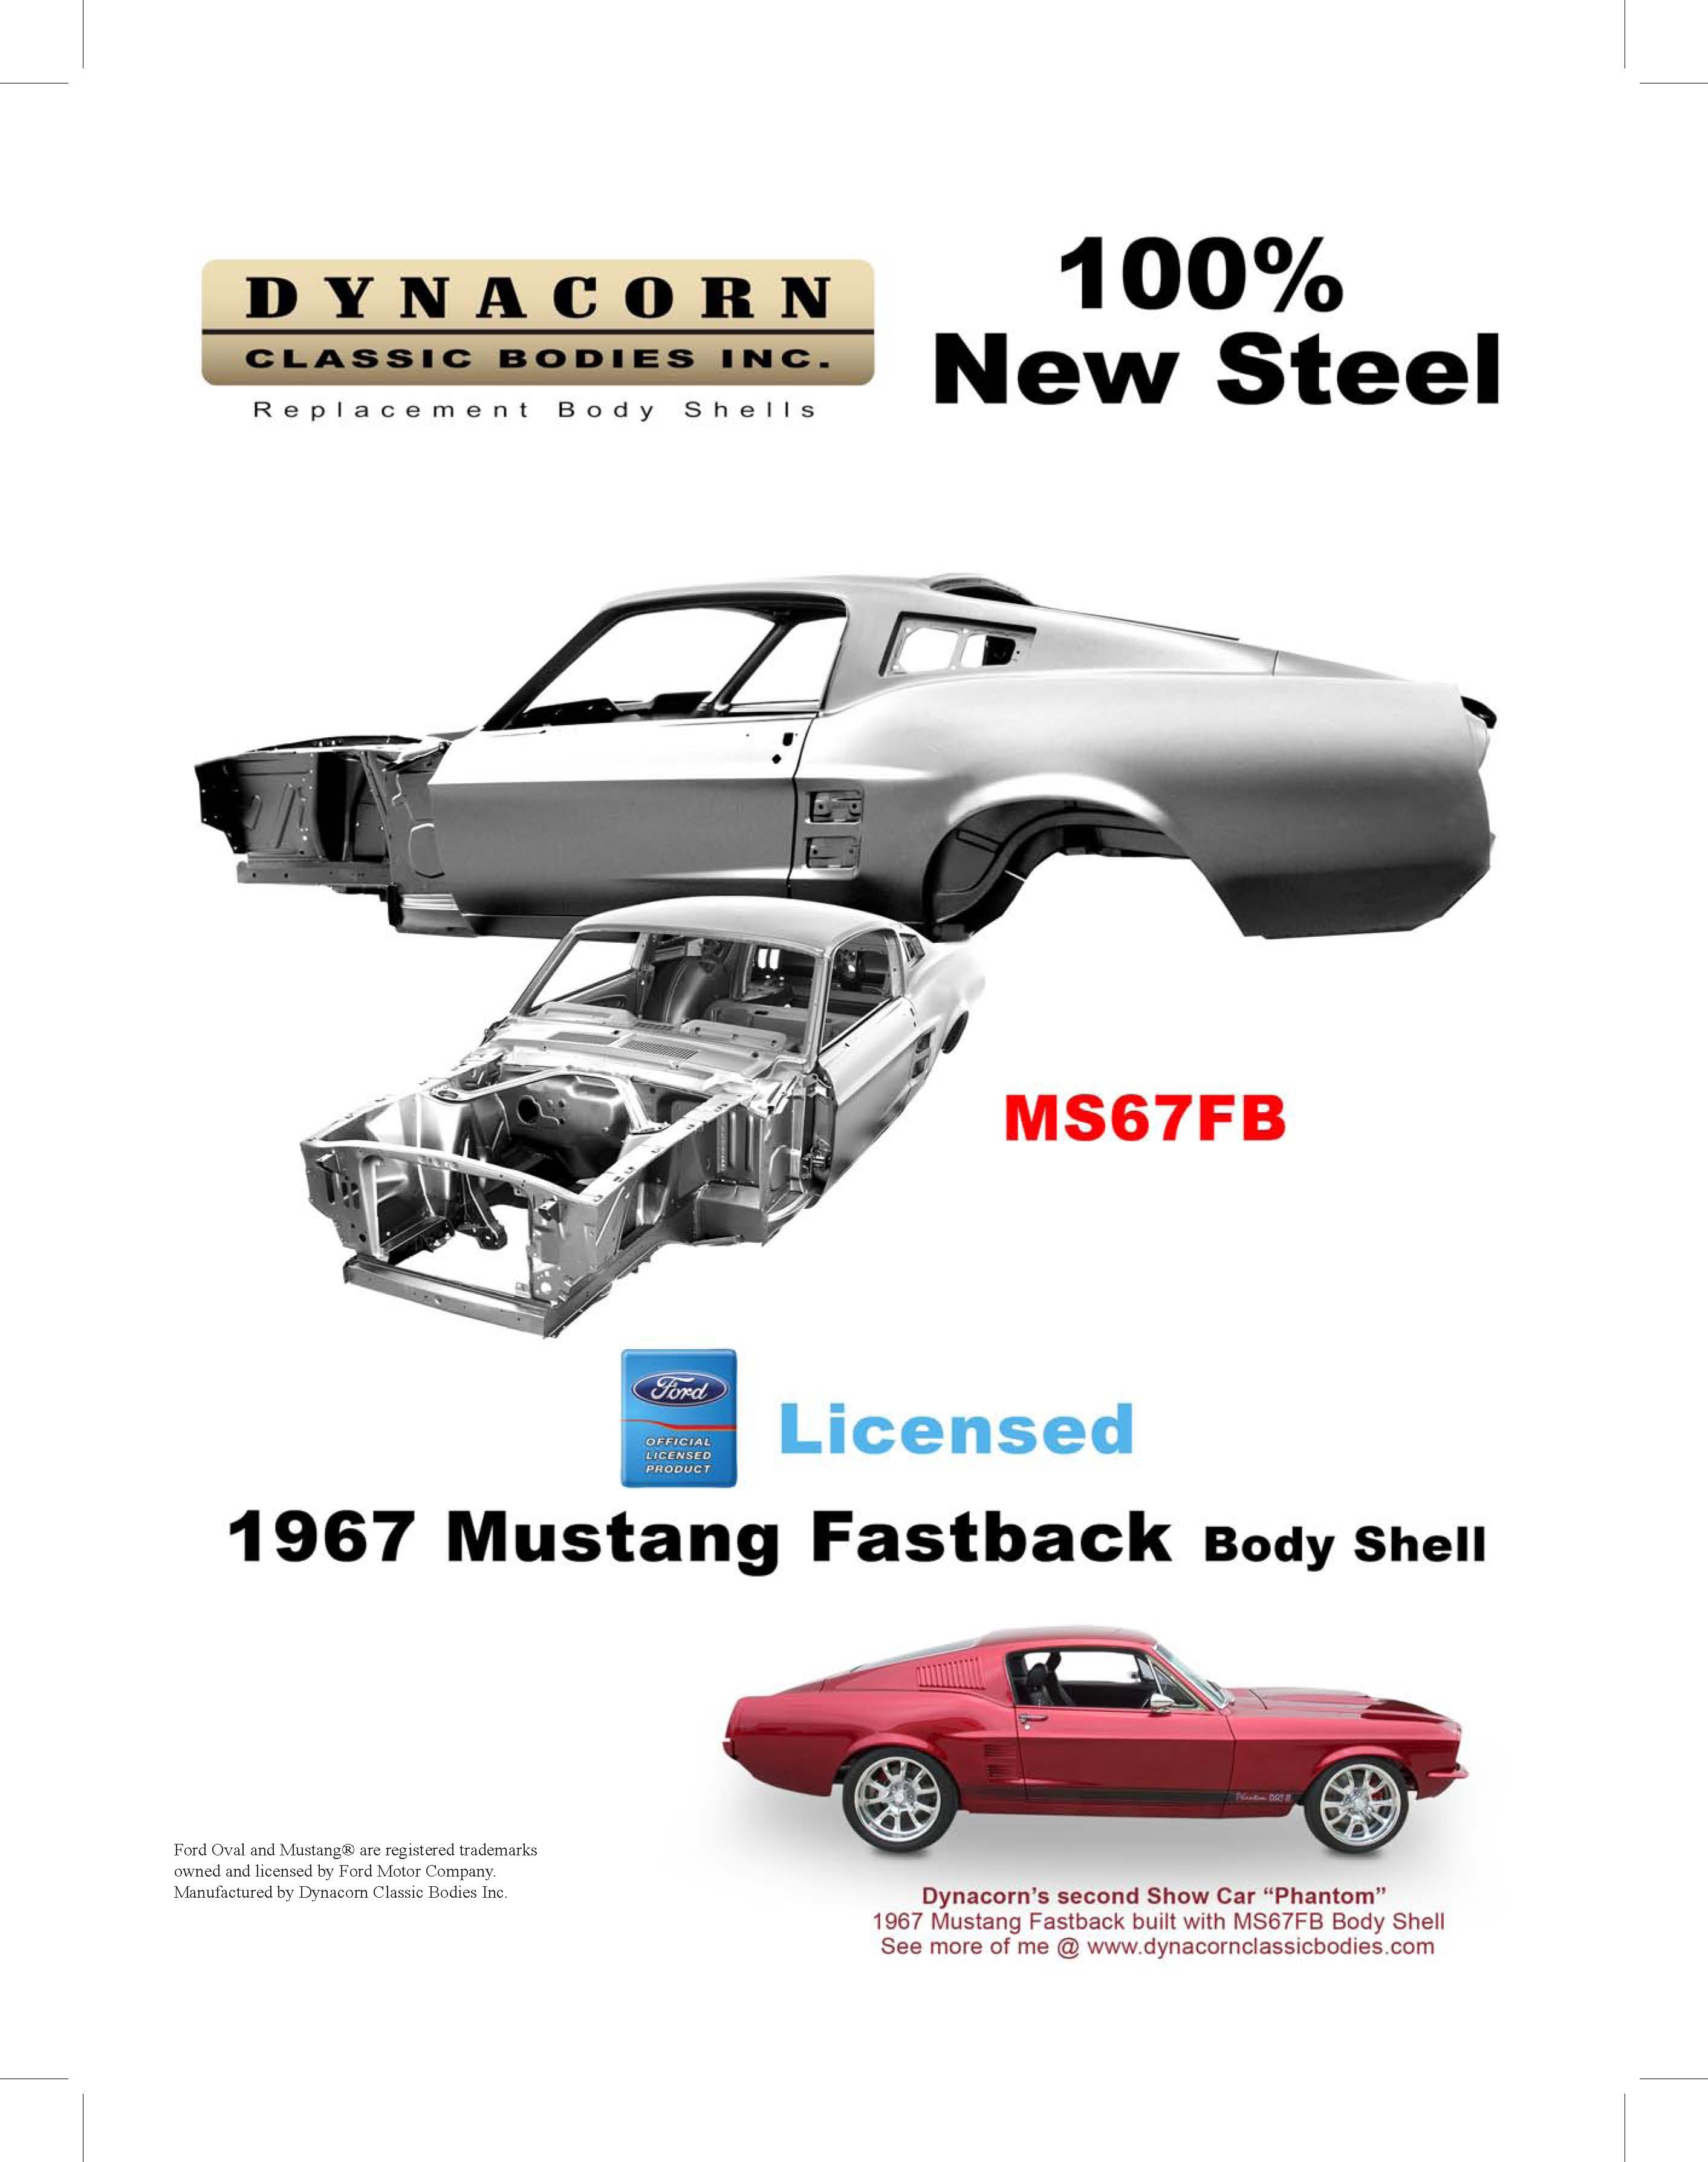 DYNACORN
CLASSIC BODIES INC.
Replacement Body Shells
100%
New Steel
MS67FB
Ford
OFFICIAL
LICENSED
PRODUCT
Licensed
1967 Mustang Fastback Body Shell
Phantom
Ford Oval and Mustang® are registered trademarks
owned and licensed by Ford Motor Company.
Manufactured by Dynacorn Classic Bodies Inc.
Dynacorn’s second Show Car “Phantom”
1967 Mustang Fastback built with MS67FB Body Shell
See more of me @ www.dynacornclassicbodies.com